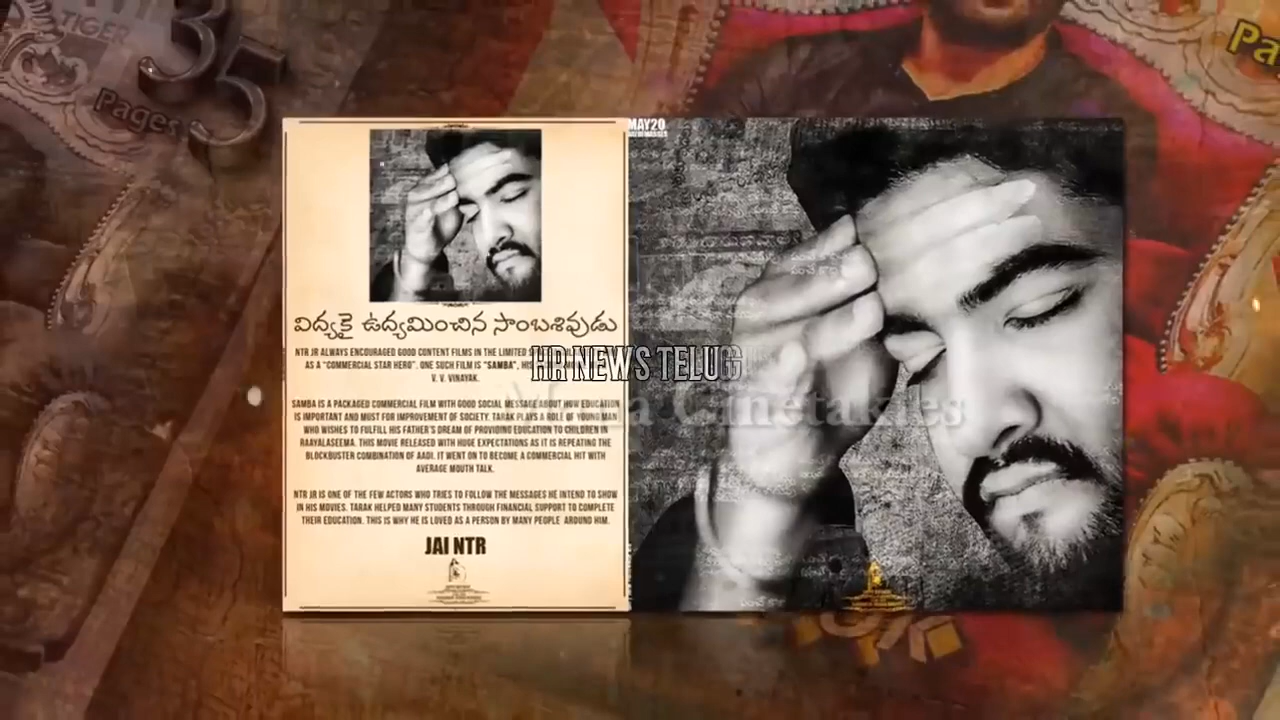 TIGER
35
Pages
Pa
MAY20
విద్యకై ఉద్యమించిన సాంబశివుడు
NTR JR ALWAYS ENCOURAGED GOOD CONTENT FILMS IN THE LIMITED
AS A "COMMERCIAL STAR HERO". ONE SUCH FILM IS "SAMBA", HIS
V. V. VINAYAK.
HR NEWS TELUG
Cinetakies
SAMBA IS A PACKAGED COMMERCIAL FILM WITH GOOD SOCIAL MESSAGE ABOUT HOW EDUCATION
IS IMPORTANT AND MUST FOR IMPROVEMENT OF SOCIETY. TARAK PLAYS A ROLE OF YOUNG MAN
WHO WISHES TO FULFILL HIS FATHER'S DREAM OF PROVIDING EDUCATION TO CHILDREN IN
RAAYALASEEMA. THIS MOVIE RELEASED WITH HUGE EXPECTATIONS AS IT IS REPEATING THE
BLOCKBUSTER COMBINATION OF AADI. IT WENT ON TO BECOME A COMMERCIAL HIT WITH
AVERAGE MOUTH TALK.
NTR JR IS ONE OF THE FEW ACTORS WHO TRIES TO FOLLOW THE MESSAGES HE INTEND TO SHOW
IN HIS MOVIES. TARAK HELPED MANY STUDENTS THROUGH FINANCIAL SUPPORT TO COMPLETE
THEIR EDUCATION. THIS IS WHY HE IS LOVED AS A PERSON BY MANY PEOPLE AROUND HIM.
JAI NTR